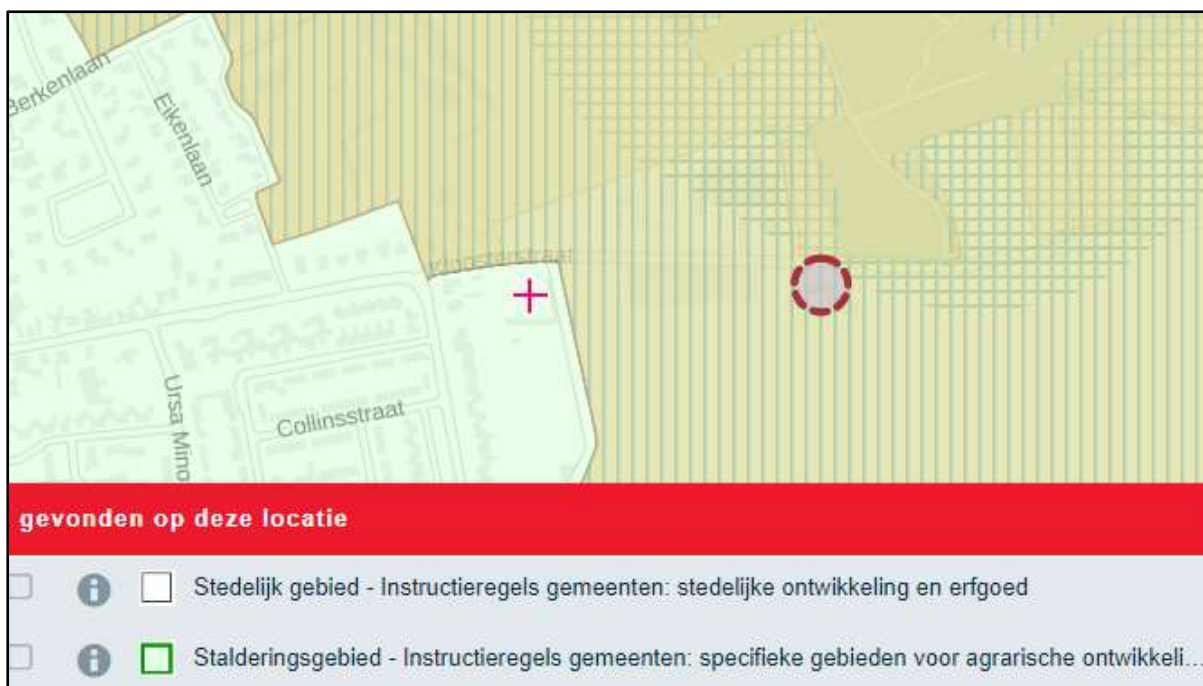 Berkenlaan
Eikenlaan
Ursa Mino
Collinsstraat
gevonden op deze locatie
Stedelijk gebied - Instructieregels gemeenten: stedelijke ontwikkeling en erfgoed
Stalderingsgebied - Instructieregels gemeenten: specifieke gebieden voor agrarische ontwikkeli...